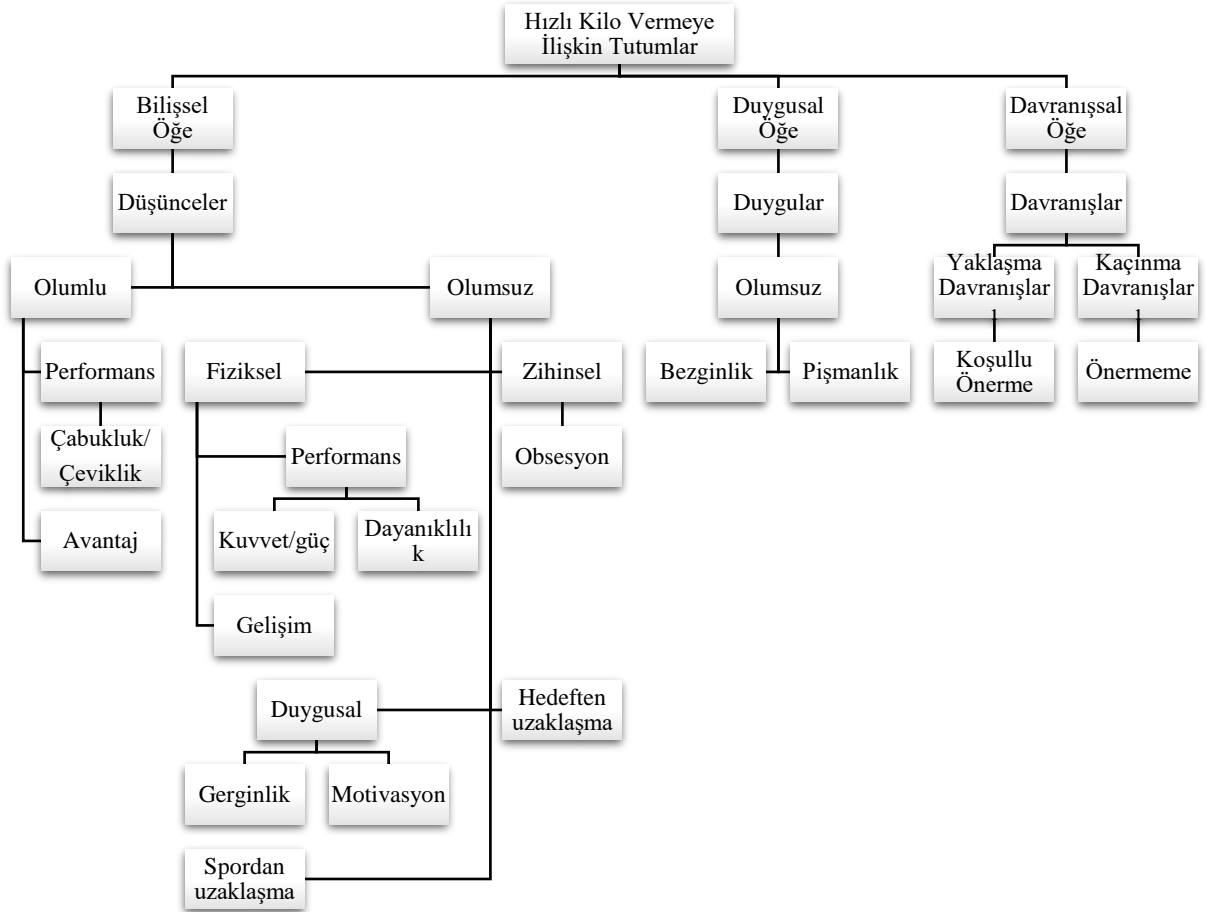 Hızlı Kilo Vermeye
İlişkin Tutumlar
Bilişsel
Öğe
Duygusal
Öğe
Davranışsal
Öğe
Düşünceler
Duygular
Davranışlar
Olumlu
Olumsuz
Olumsuz
Yaklaşma
Davranışlar
ı
Kaçınma
Davranışlar
ı
Performans
Fiziksel
Zihinsel
Bezginlik
Pişmanlık
Koşullu
Önerme
Önermeme
Çabukluk/
Çeviklik
Performans
Obsesyon
Avantaj
Kuvvet/güç
Dayanıklılı
k
Gelişim
Duygusal
Hedeften
uzaklaşma
Gerginlik
Motivasyon
Spordan
uzaklaşma